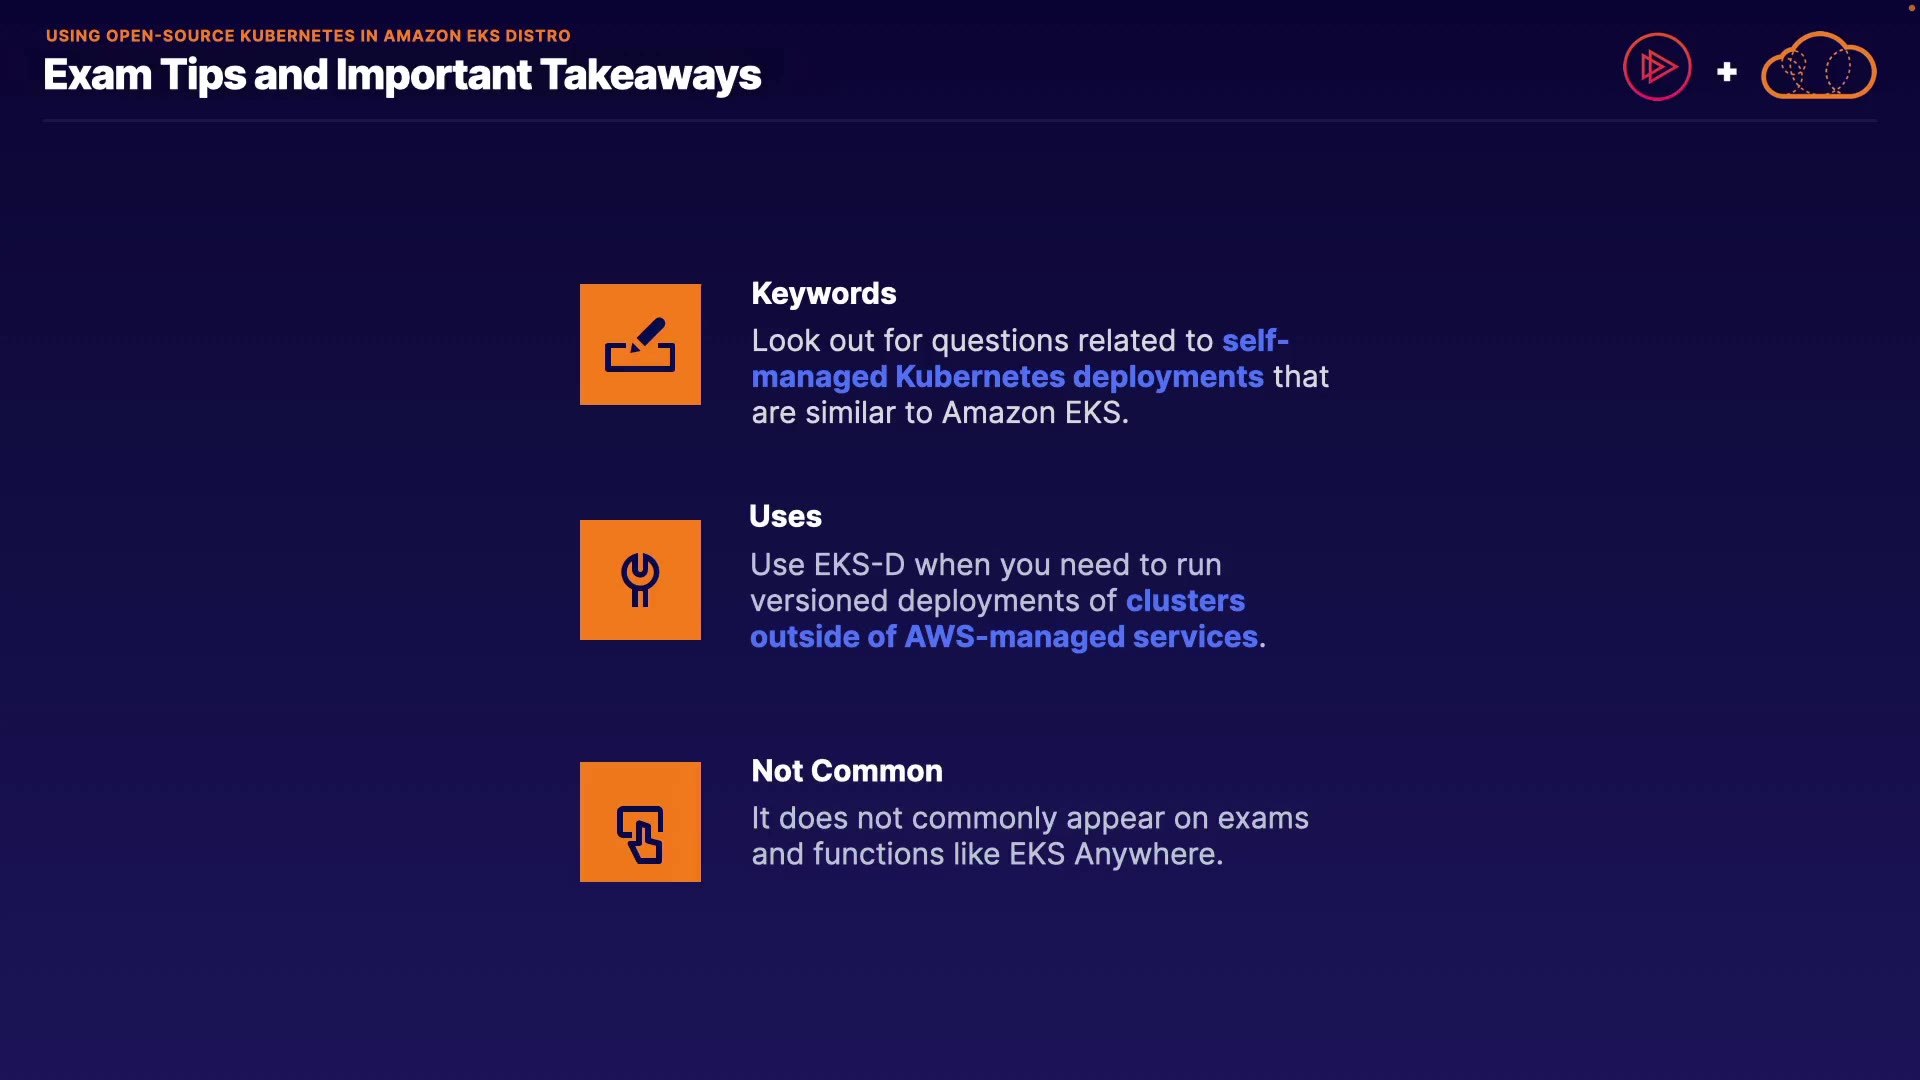 USING OPEN-SOURCE KUBERNETES IN AMAZON EKS DISTRO
Exam Tips and Important Takeaways
Keywords
Look out for questions related to self-
managed Kubernetes deployments that
are similar to Amazon EKS.
Uses
Use EKS-D when you need to run
versioned deployments of clusters
outside of AWS-managed services.
Not Common
It does not commonly appear on exams
and functions like EKS Anywhere.